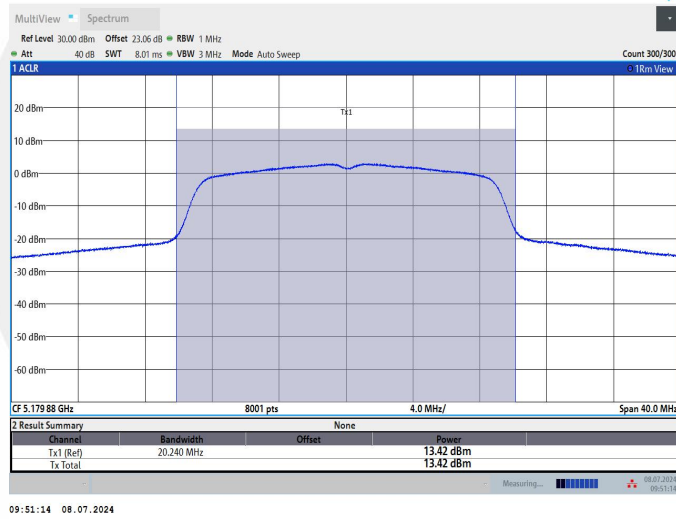 MultiView Spectrum
Ref Level 30.00 dBm Offset 23.06 dB RBW 1 MHz
Att 40 dB SWT 8.01 ms VBW 3 MHz Mode Auto Sweep Count 300/300
1 ACLR 1Rm View
Tx1
20 dBm
10 dBm
0 dBm
-10 dBm
-20 dBm
-30 dBm
-40 dBm
-50 dBm
-60 dBm
CF 5.179 88 GHz 8001 pts 4.0 MHz/ Span 40.0 MHz
2 Result Summary None
Channel Bandwidth Offset Power
Tx1 (Ref) 20.240 MHz 13.42 dBm
Tx Total 13.42 dBm
Measuring... 08.07.2024
09:51:14
09:51:14 08.07.2024